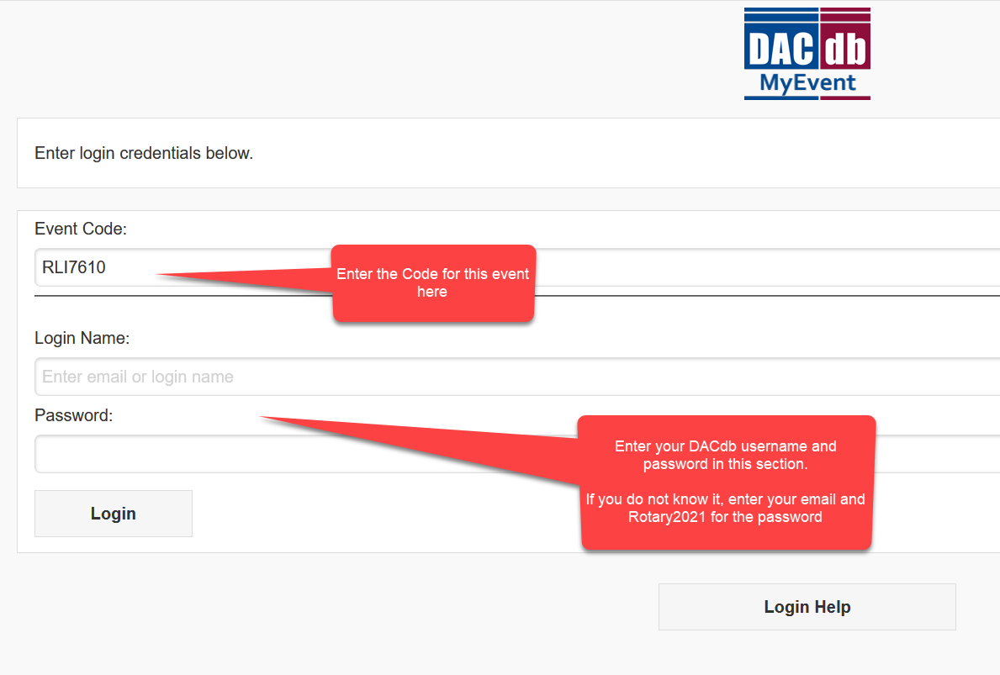 DACdb
MyEvent
Enter login credentials below.
Event Code:
RLI7610
Enter the Code for this event
here
Login Name:
Enter email or login name
Password:
Enter your DACdb username and
password in this section.
If you do not know it, enter your email and
Rotary2021 for the password
Login
Login Help